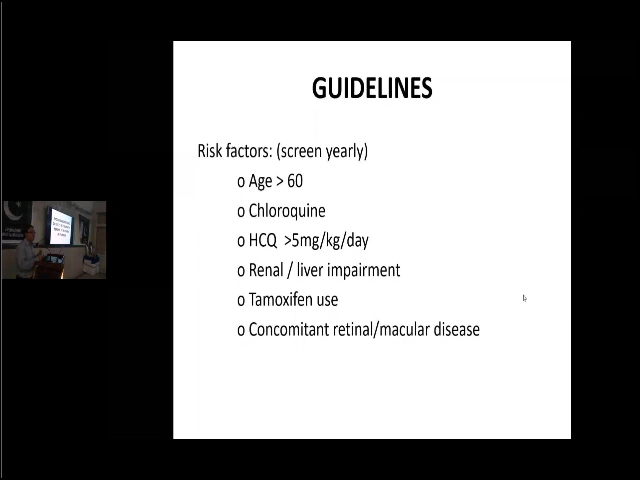 GUIDELINES
Risk factors: (screen yearly)
o Age > 60
o Chloroquine
o HCQ >5mg/kg/day
o Renal / liver impairment
o Tamoxifen use
o Concomitant retinal/macular disease